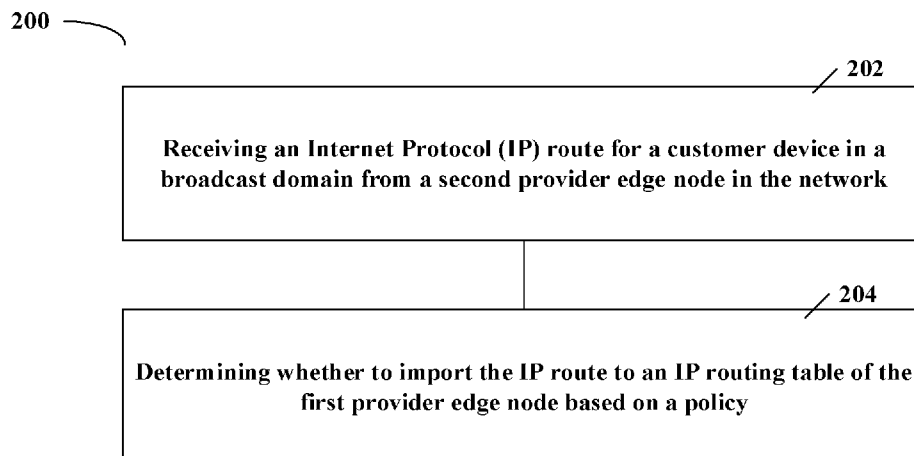 200
202
Receiving an Internet Protocol (IP) route for a customer device in a
broadcast domain from a second provider edge node in the network
204
Determining whether to import the IP route to an IP routing table of the
first provider edge node based on a policy